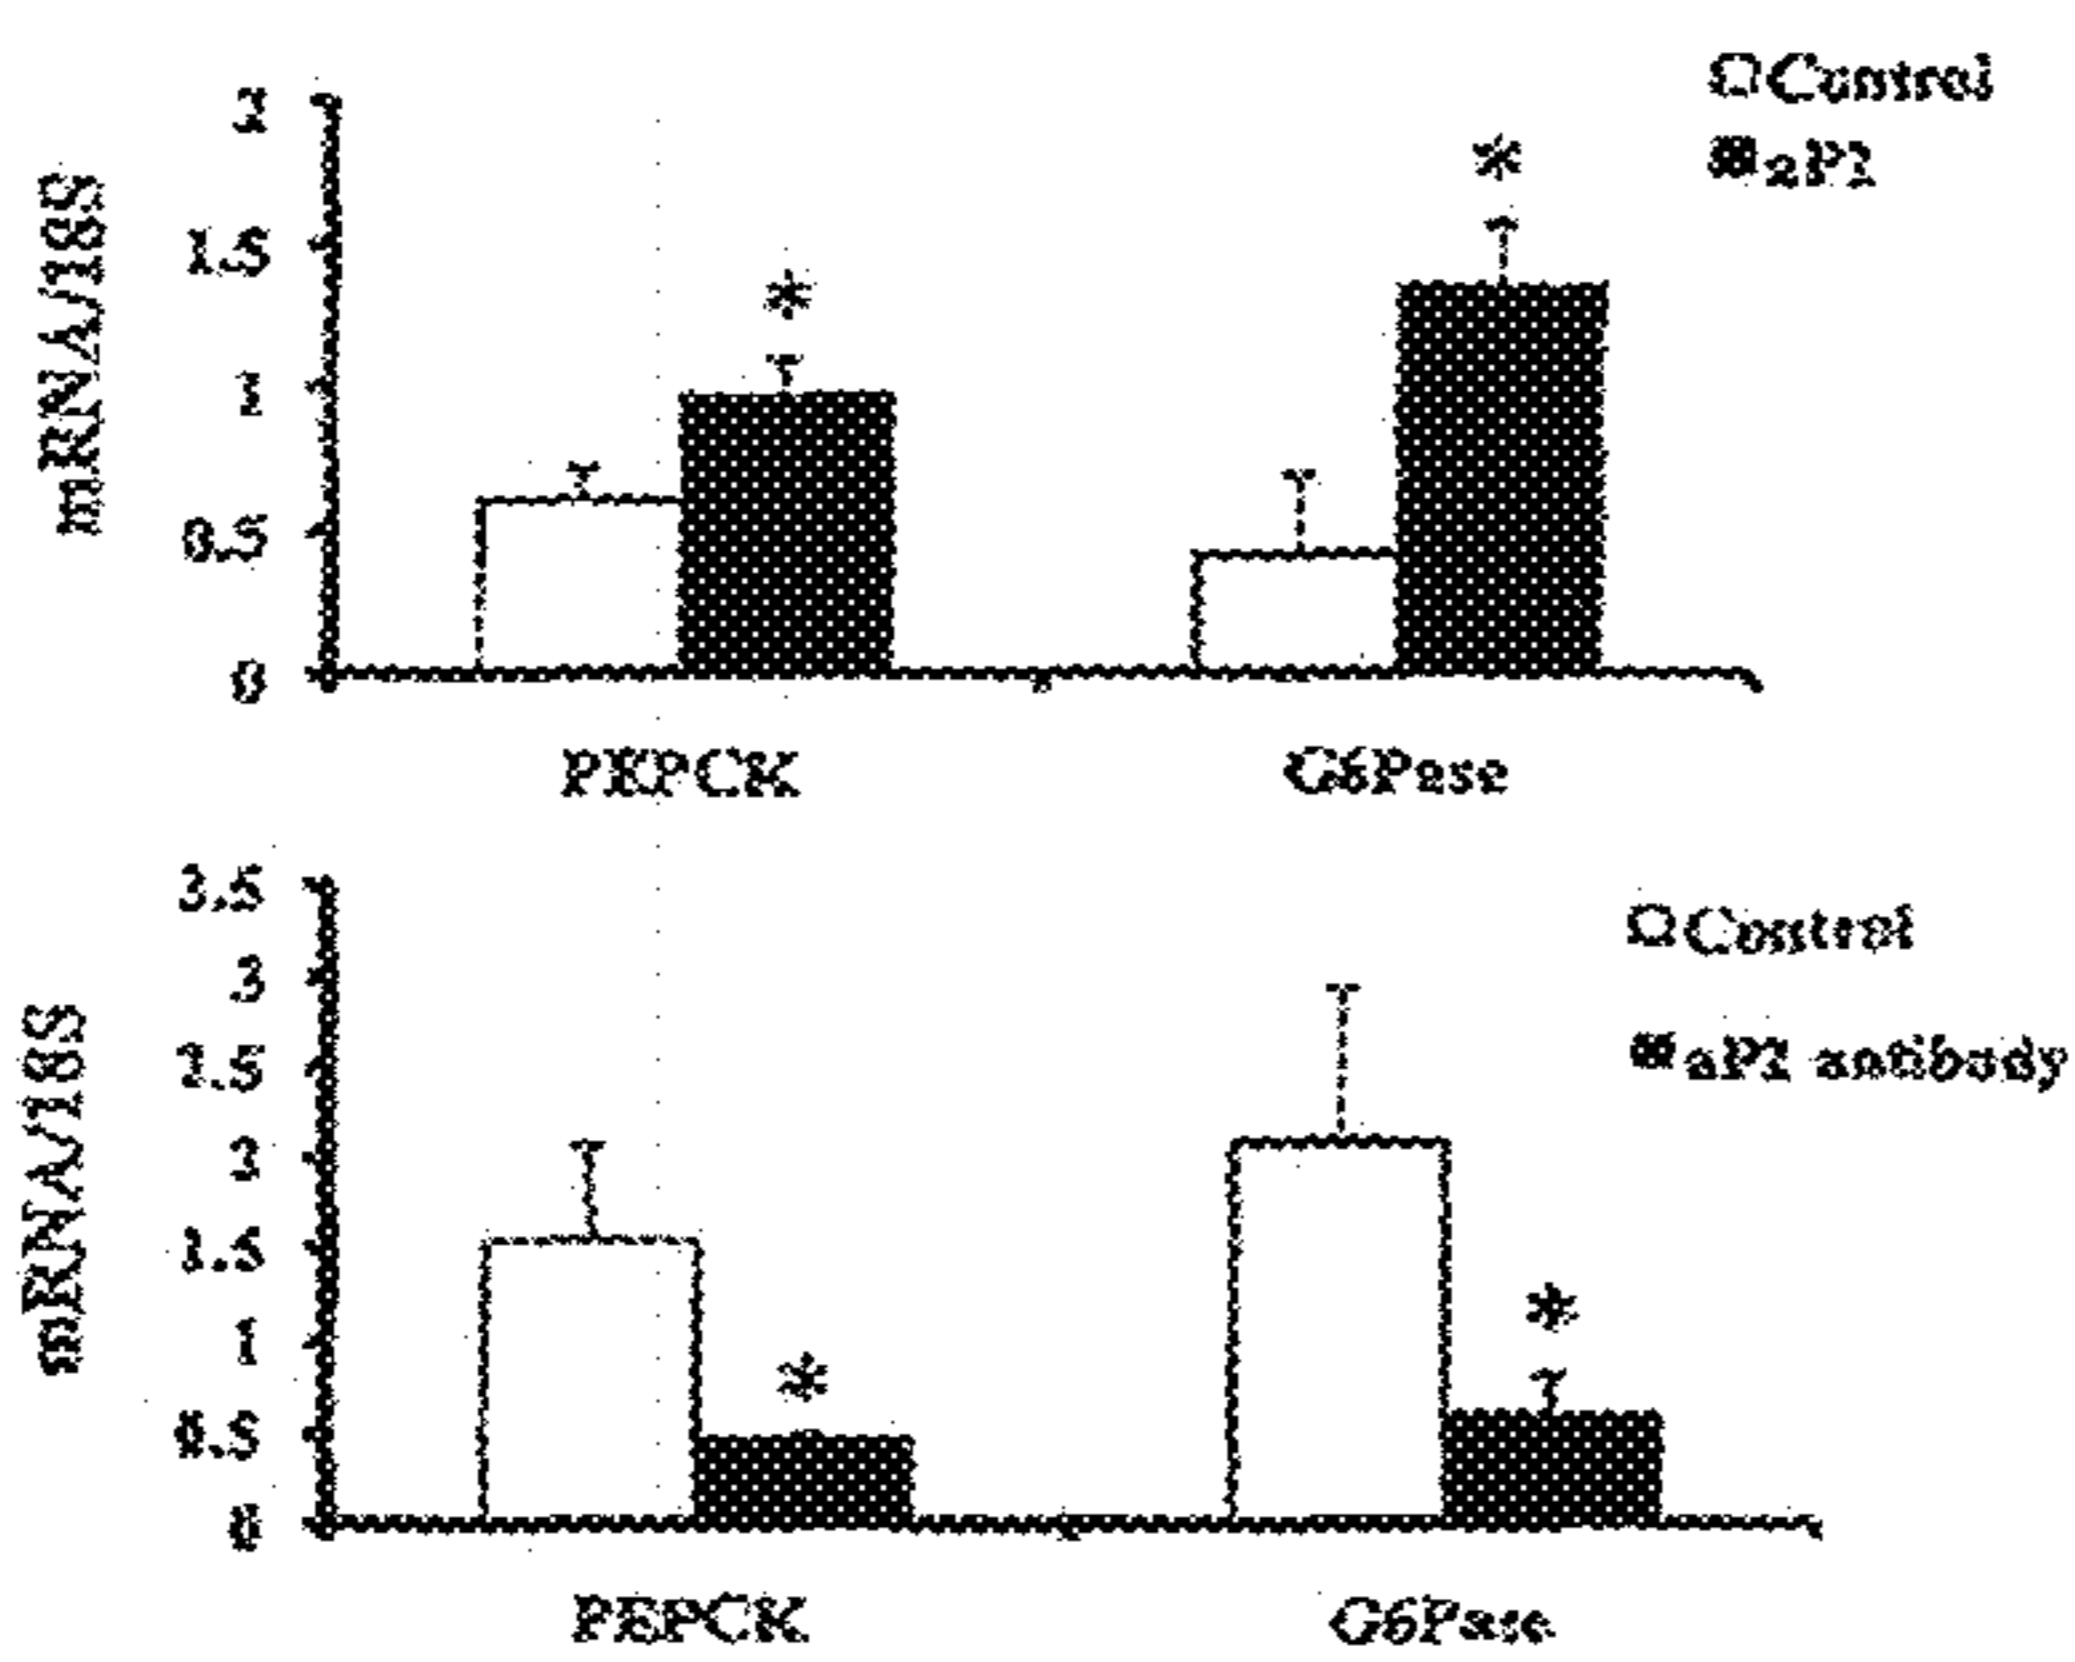 mRNA/18S
2
1.5
1
0.5
0
*
*
Control
aP2
PEPCK
G6Pase
mRNA/18S
3.5
3
2.5
2
1.5
1
0.5
0
*
*
Control
aP2 antibody
PEPCK
G6Pase